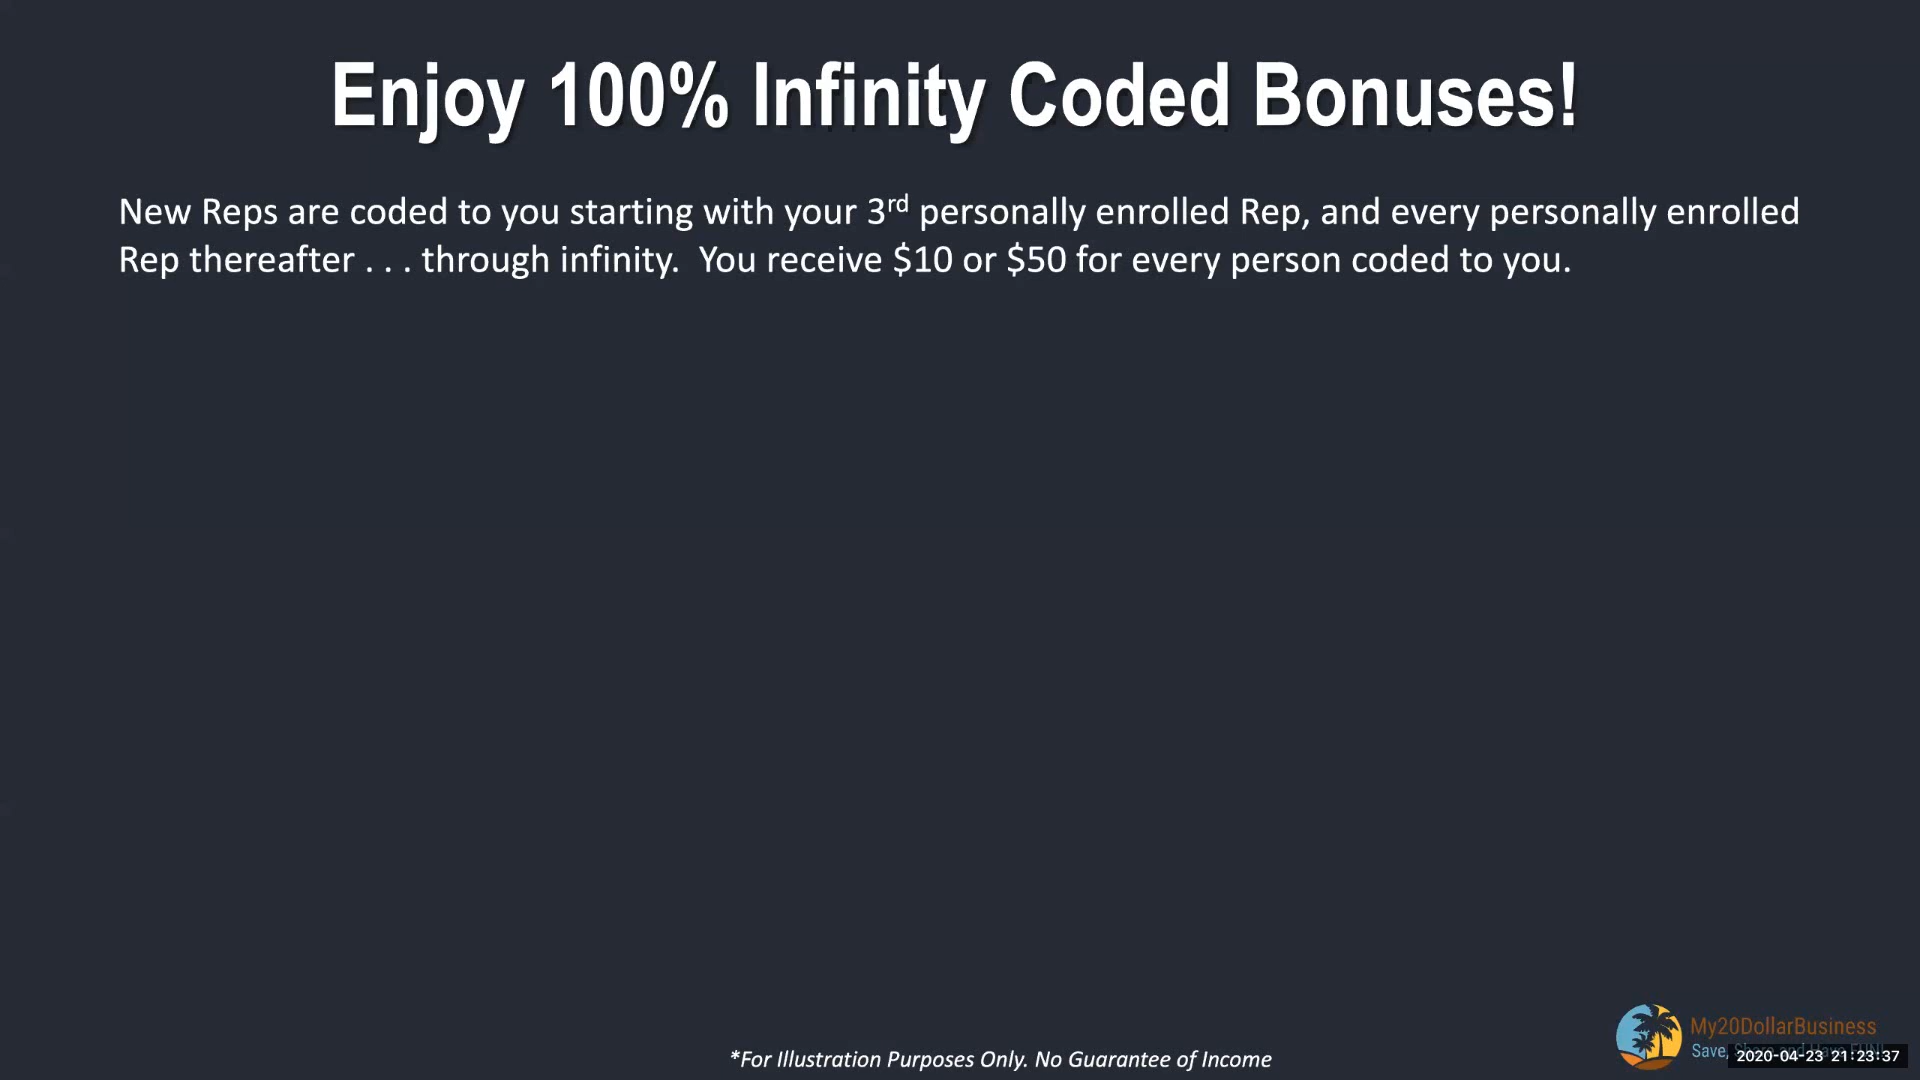 Enjoy 100% Infinity Coded Bonuses!
New Reps are coded to you starting with your 3rd personally enrolled Rep, and every personally enrolled
Rep thereafter . . . through infinity.  You receive $10 or $50 for every person coded to you.
My20DollarBusiness
Save,
2020-04-23 21:23:37
*For Illustration Purposes Only. No Guarantee of Income